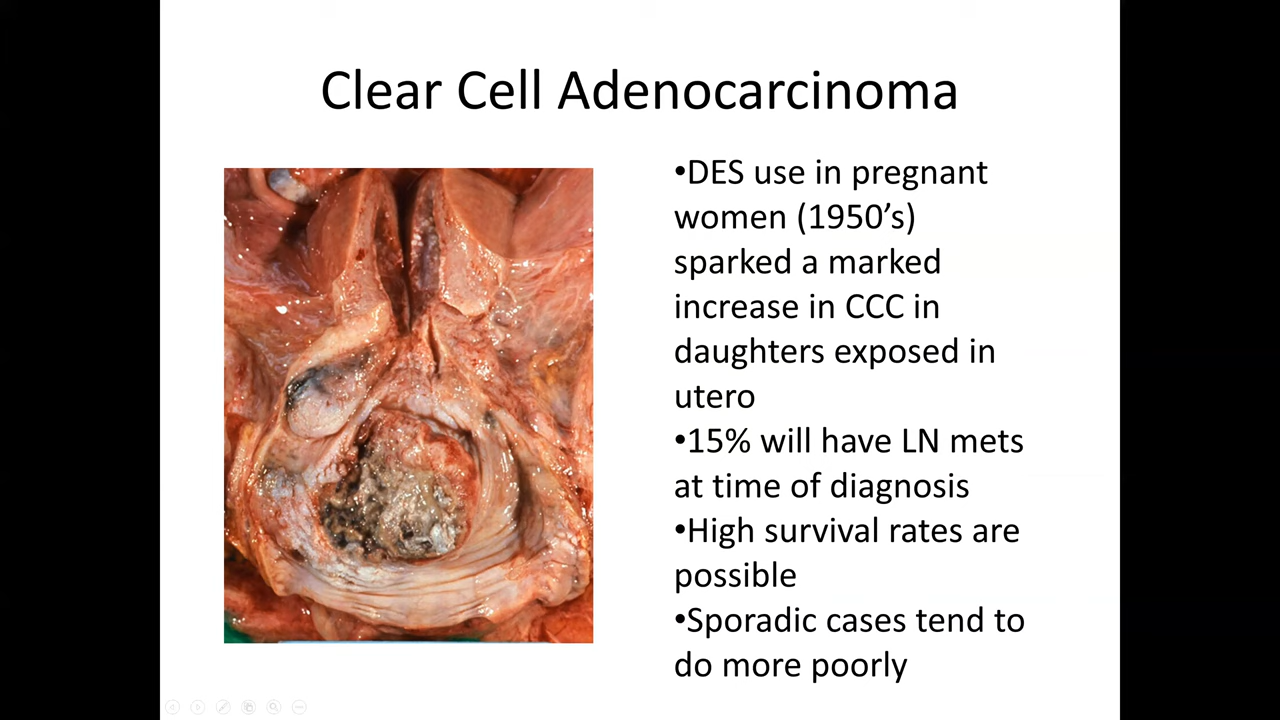 Clear Cell Adenocarcinoma
•DES use in pregnant
women (1950’s)
sparked a marked
increase in CCC in
daughters exposed in
utero
•15% will have LN mets
at time of diagnosis
•High survival rates are
possible
•Sporadic cases tend to
do more poorly